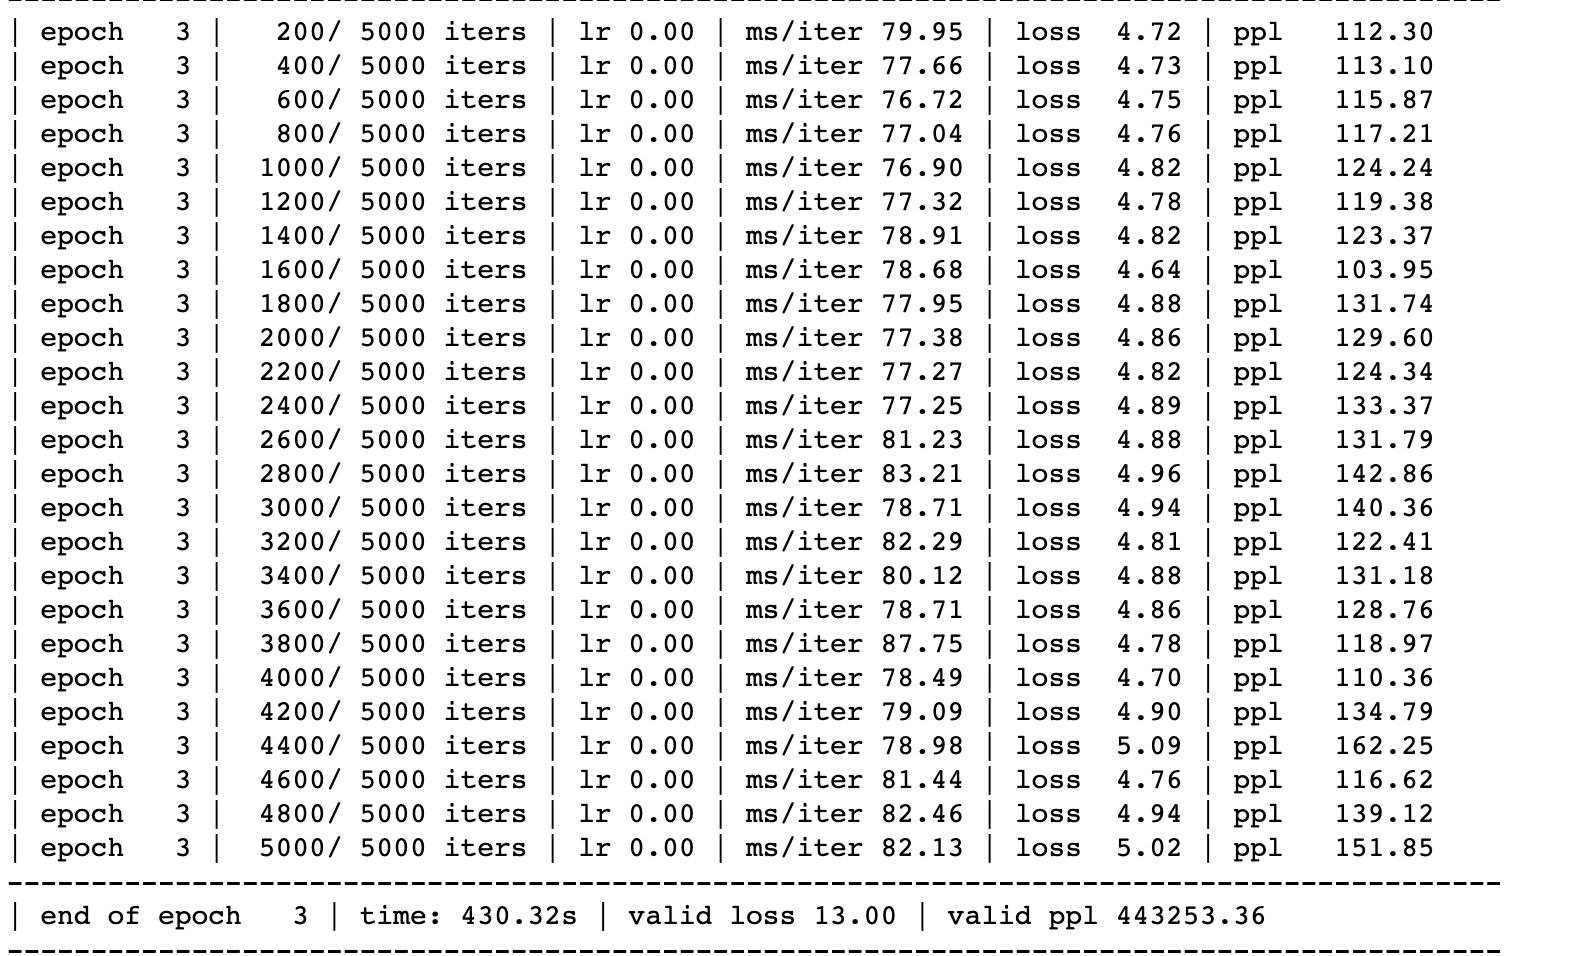 | epoch   3 |   200/ 5000 iters | lr 0.00 | ms/iter 79.95 | loss  4.72 | ppl   112.30
| epoch   3 |   400/ 5000 iters | lr 0.00 | ms/iter 77.66 | loss  4.73 | ppl   113.10
| epoch   3 |   600/ 5000 iters | lr 0.00 | ms/iter 76.72 | loss  4.75 | ppl   115.87
| epoch   3 |   800/ 5000 iters | lr 0.00 | ms/iter 77.04 | loss  4.76 | ppl   117.21
| epoch   3 |  1000/ 5000 iters | lr 0.00 | ms/iter 76.90 | loss  4.82 | ppl   124.24
| epoch   3 |  1200/ 5000 iters | lr 0.00 | ms/iter 77.32 | loss  4.78 | ppl   119.38
| epoch   3 |  1400/ 5000 iters | lr 0.00 | ms/iter 78.91 | loss  4.82 | ppl   123.37
| epoch   3 |  1600/ 5000 iters | lr 0.00 | ms/iter 78.68 | loss  4.64 | ppl   103.95
| epoch   3 |  1800/ 5000 iters | lr 0.00 | ms/iter 77.95 | loss  4.88 | ppl   131.74
| epoch   3 |  2000/ 5000 iters | lr 0.00 | ms/iter 77.38 | loss  4.86 | ppl   129.60
| epoch   3 |  2200/ 5000 iters | lr 0.00 | ms/iter 77.27 | loss  4.82 | ppl   124.34
| epoch   3 |  2400/ 5000 iters | lr 0.00 | ms/iter 77.25 | loss  4.89 | ppl   133.37
| epoch   3 |  2600/ 5000 iters | lr 0.00 | ms/iter 81.23 | loss  4.88 | ppl   131.79
| epoch   3 |  2800/ 5000 iters | lr 0.00 | ms/iter 83.21 | loss  4.96 | ppl   142.86
| epoch   3 |  3000/ 5000 iters | lr 0.00 | ms/iter 78.71 | loss  4.94 | ppl   140.36
| epoch   3 |  3200/ 5000 iters | lr 0.00 | ms/iter 82.29 | loss  4.81 | ppl   122.41
| epoch   3 |  3400/ 5000 iters | lr 0.00 | ms/iter 80.12 | loss  4.88 | ppl   131.18
| epoch   3 |  3600/ 5000 iters | lr 0.00 | ms/iter 78.71 | loss  4.86 | ppl   128.76
| epoch   3 |  3800/ 5000 iters | lr 0.00 | ms/iter 87.75 | loss  4.78 | ppl   118.97
| epoch   3 |  4000/ 5000 iters | lr 0.00 | ms/iter 78.49 | loss  4.70 | ppl   110.36
| epoch   3 |  4200/ 5000 iters | lr 0.00 | ms/iter 79.09 | loss  4.90 | ppl   134.79
| epoch   3 |  4400/ 5000 iters | lr 0.00 | ms/iter 78.98 | loss  5.09 | ppl   162.25
| epoch   3 |  4600/ 5000 iters | lr 0.00 | ms/iter 81.44 | loss  4.76 | ppl   116.62
| epoch   3 |  4800/ 5000 iters | lr 0.00 | ms/iter 82.46 | loss  4.94 | ppl   139.12
| epoch   3 |  5000/ 5000 iters | lr 0.00 | ms/iter 82.13 | loss  5.02 | ppl   151.85
| end of epoch   3 | time: 430.32s | valid loss 13.00 | valid ppl 443253.36